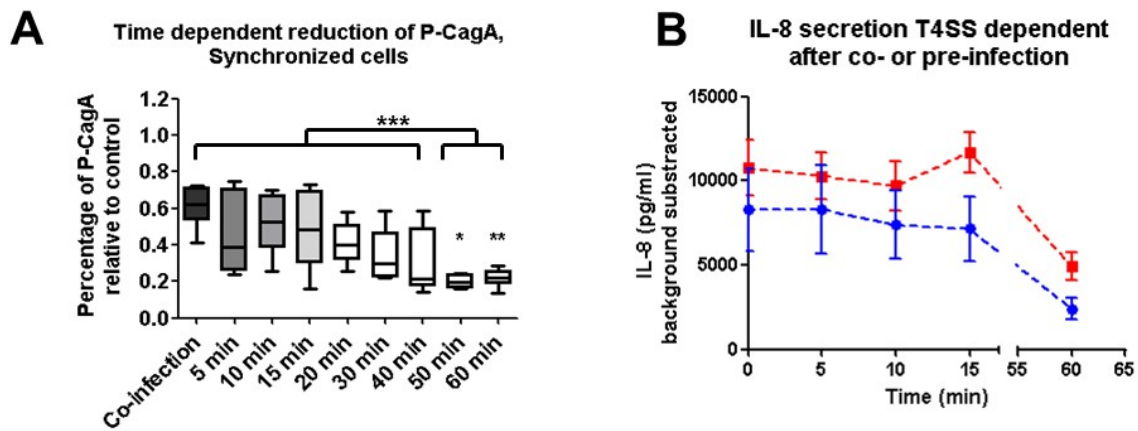 A
Time dependent reduction of P-CagA,
Synchronized cells
Percentage of P-CagA
relative to control
1.2
1.0
0.8
0.6
0.4
0.2
0.0
***
*
**
Co-infection
5 min
10 min
15 min
20 min
30 min
40 min
50 min
60 min
B
IL-8 secretion T4SS dependent
after co- or pre-infection
IL-8 (pg/ml)
background substracted
15000
10000
5000
0
0
5
10
15
55
60
65
Time (min)